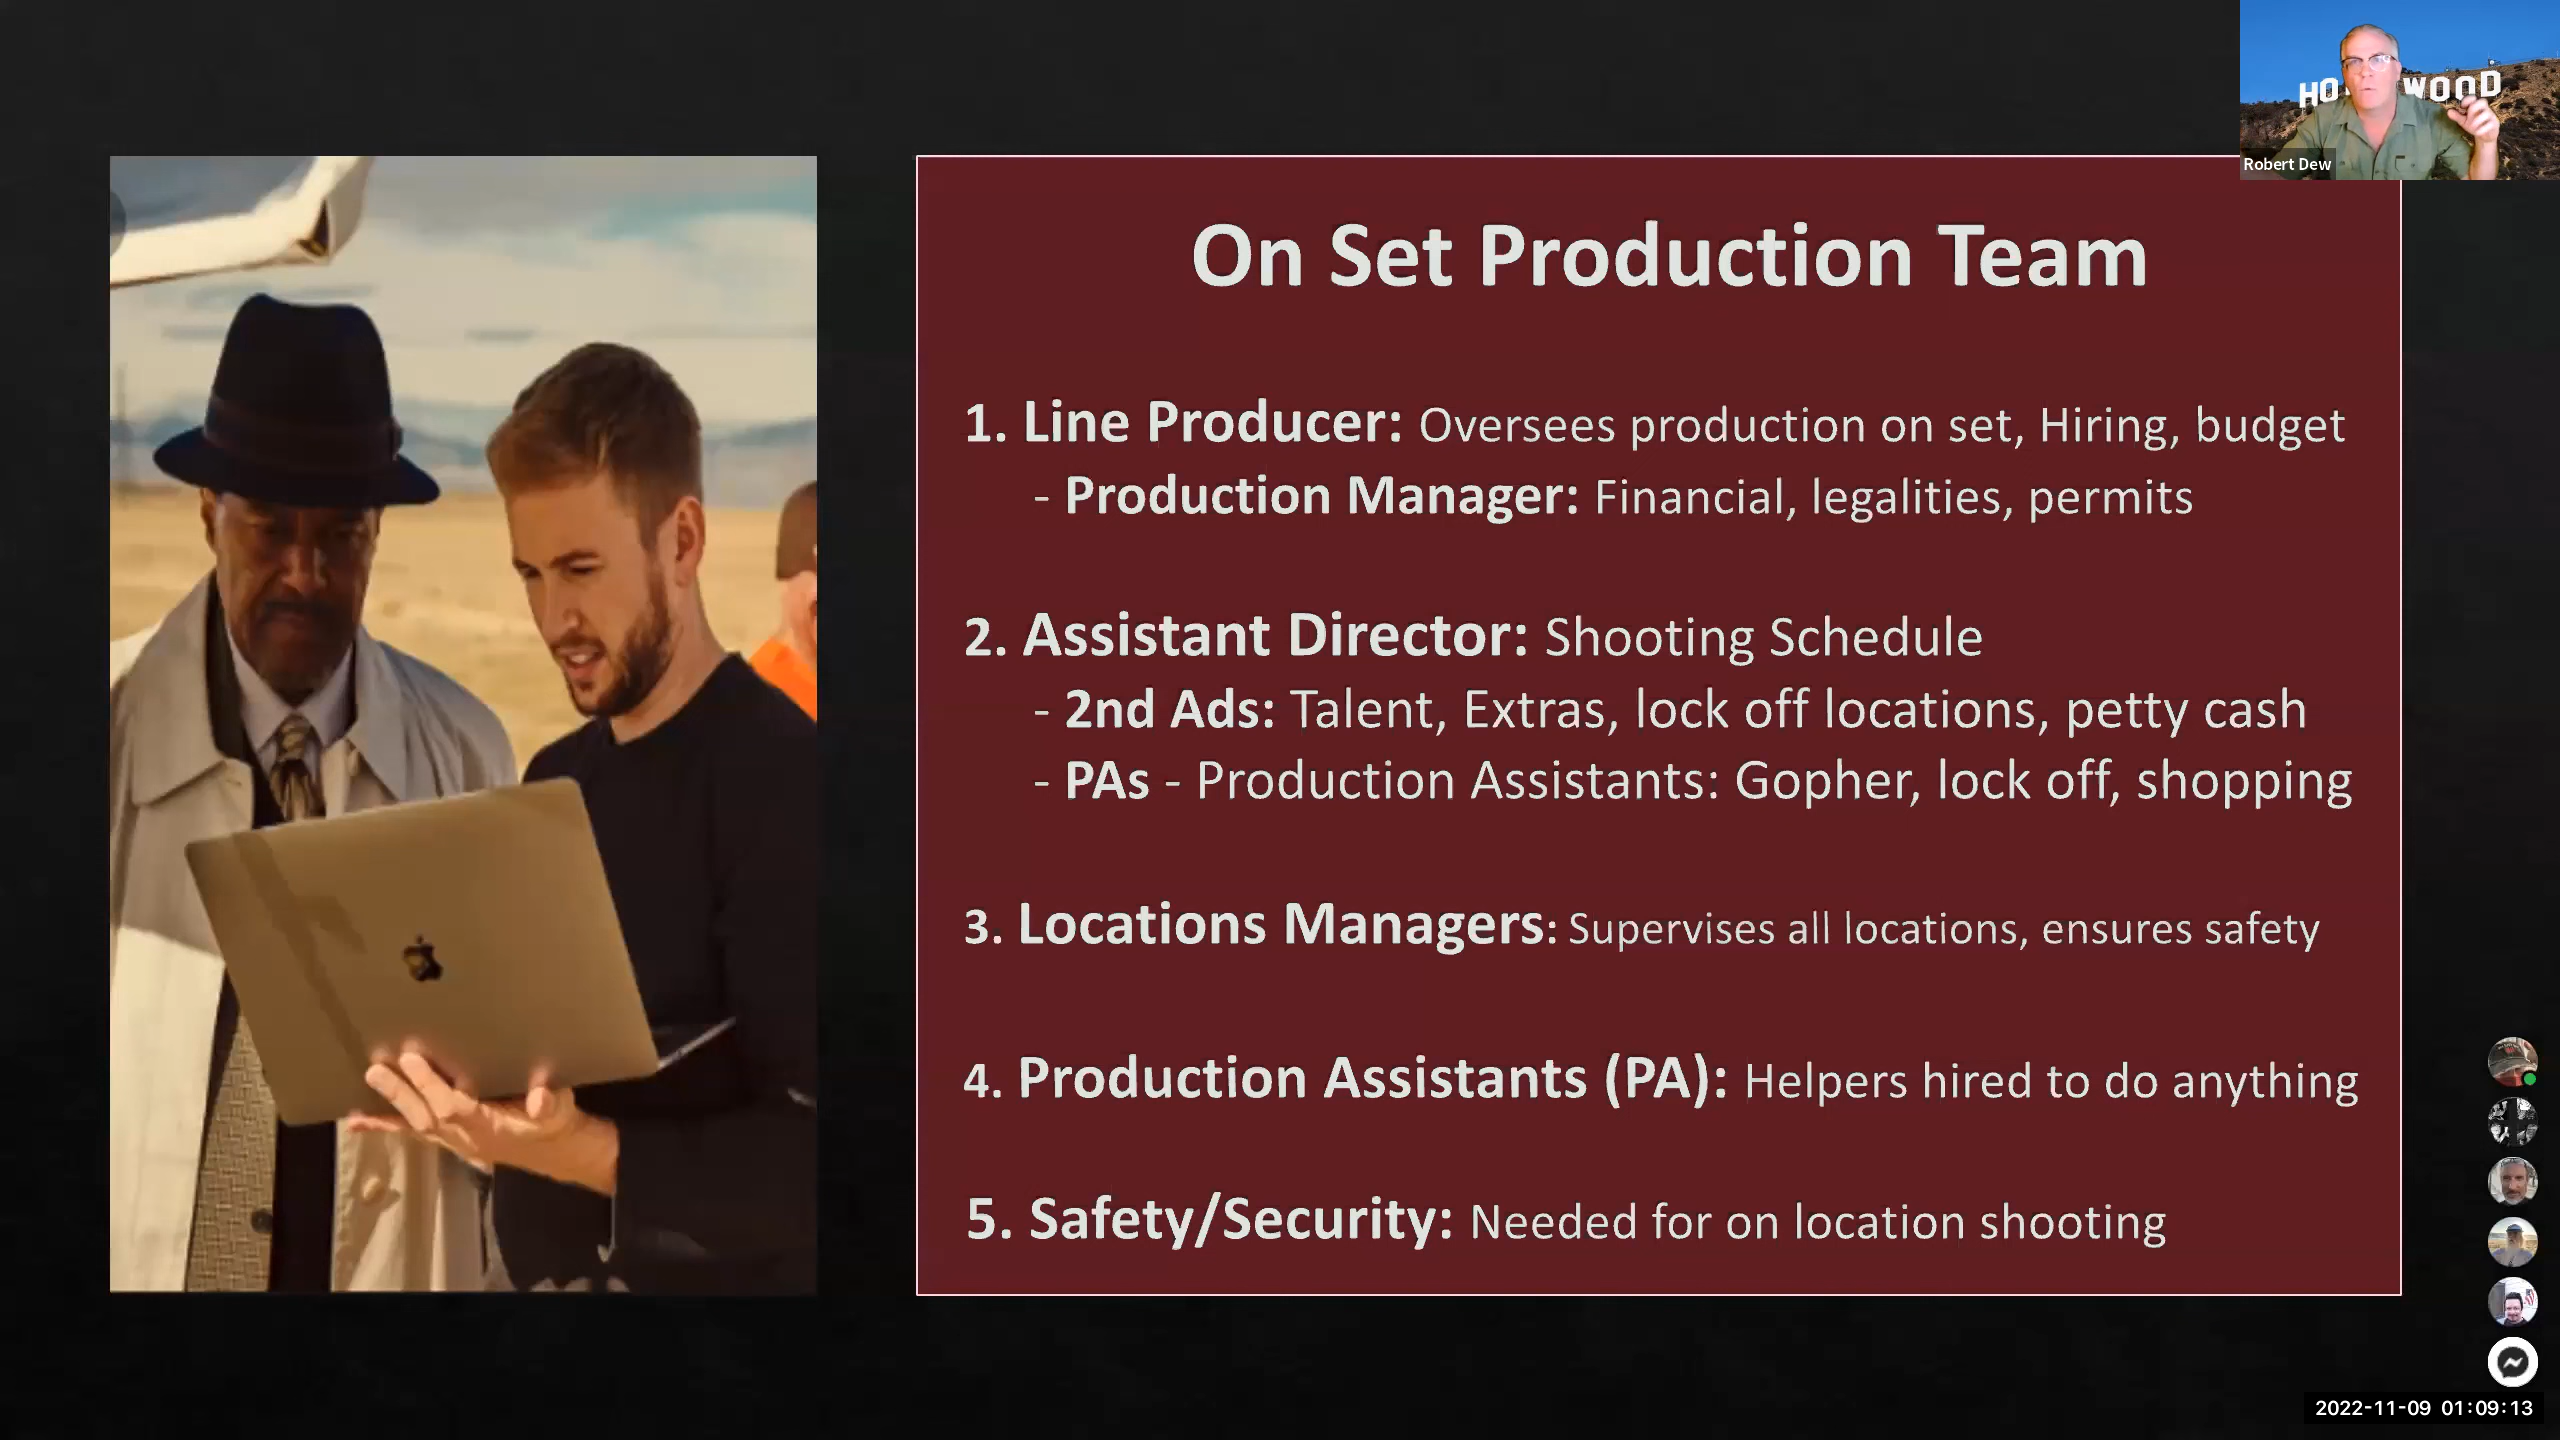 HO WOOD
Robert Dew
On Set Production Team
1. Line Producer: Oversees production on set, Hiring, budget
- Production Manager: Financial, legalities, permits
2. Assistant Director: Shooting Schedule
- 2nd Ads: Talent, Extras, lock off locations, petty cash
- PAs - Production Assistants: Gopher, lock off, shopping
3. Locations Managers: Supervises all locations, ensures safety
4. Production Assistants (PA): Helpers hired to do anything
5. Safety/Security: Needed for on location shooting
2022-11-09 01:09:13